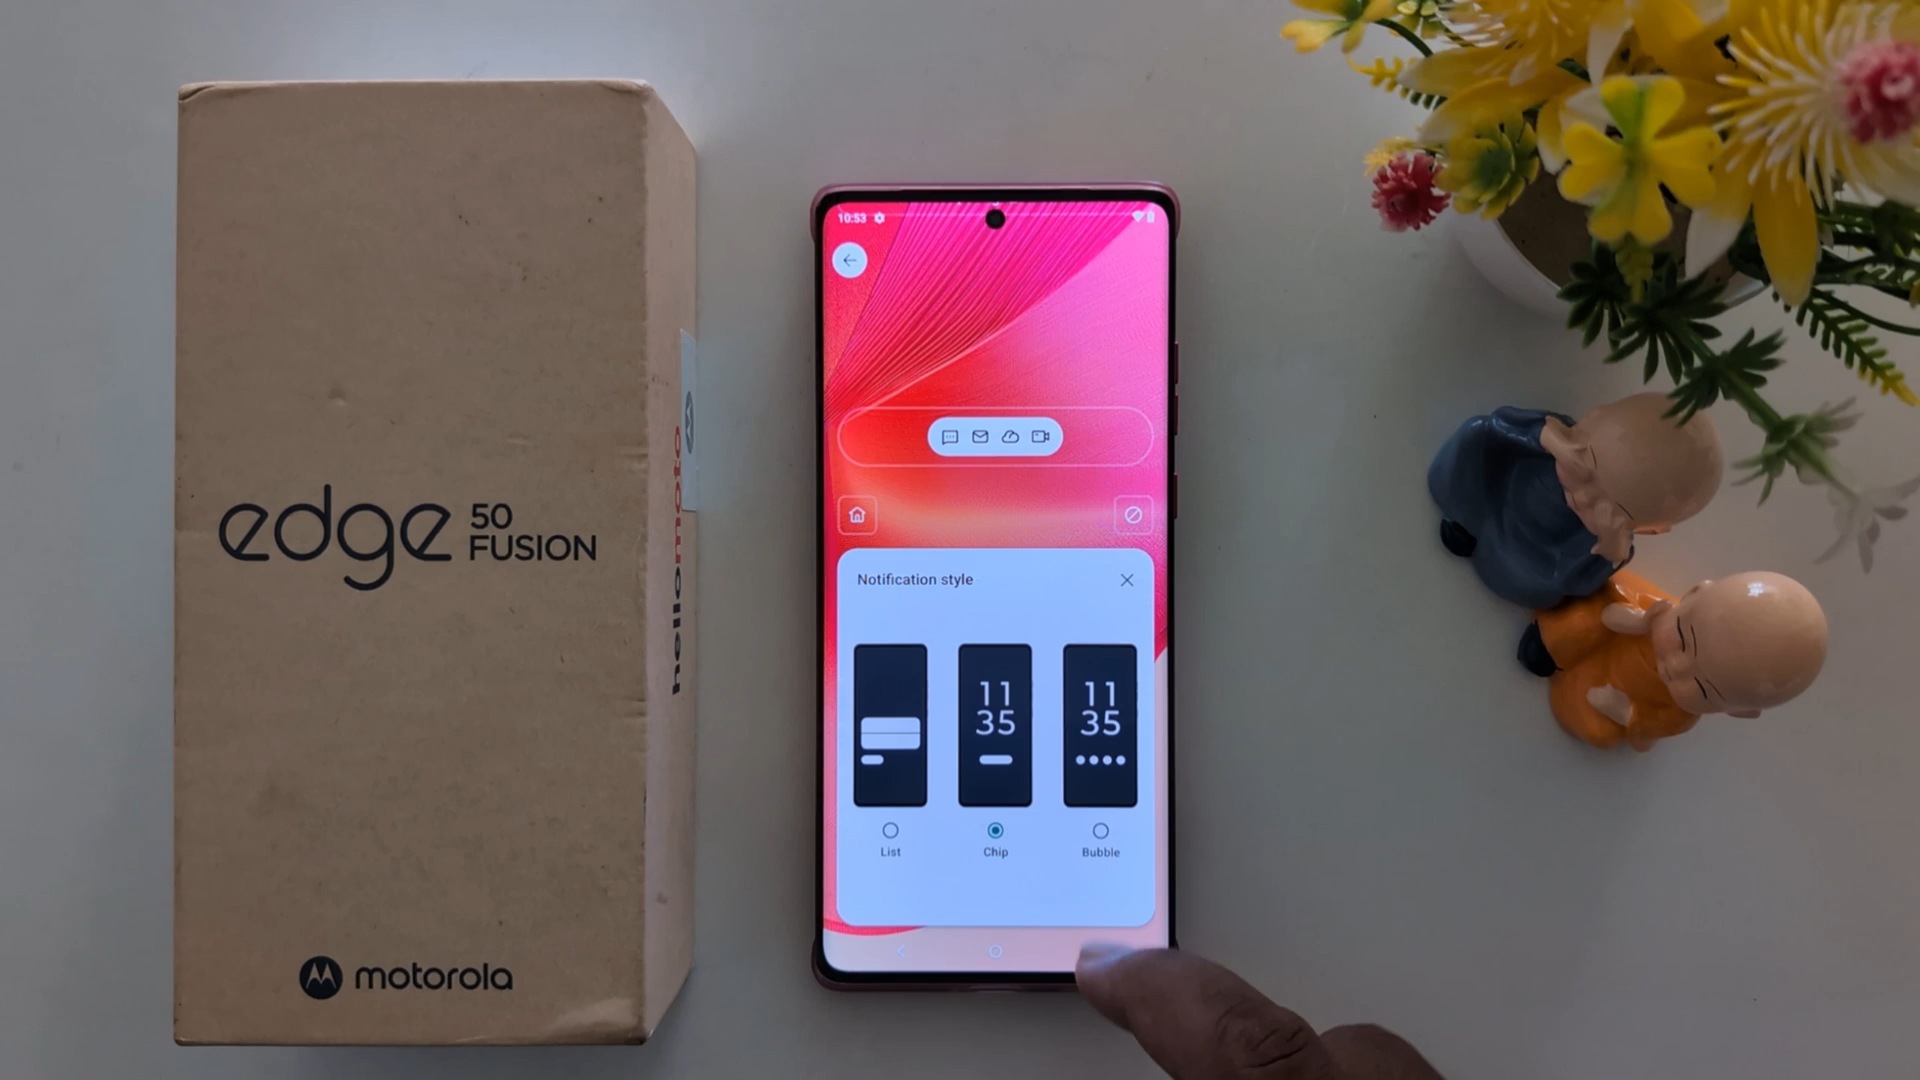 edge 50
FUSION
hellomoto
motorola
10:53
Notification style
11
35
11
35
List
Chip
Bubble